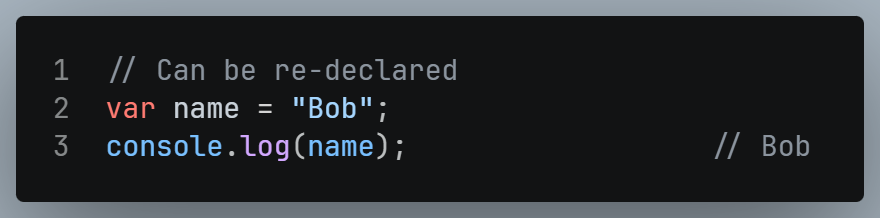 1 // Can be re-declared
2 var name = "Bob";
3 console.log(name); // Bob